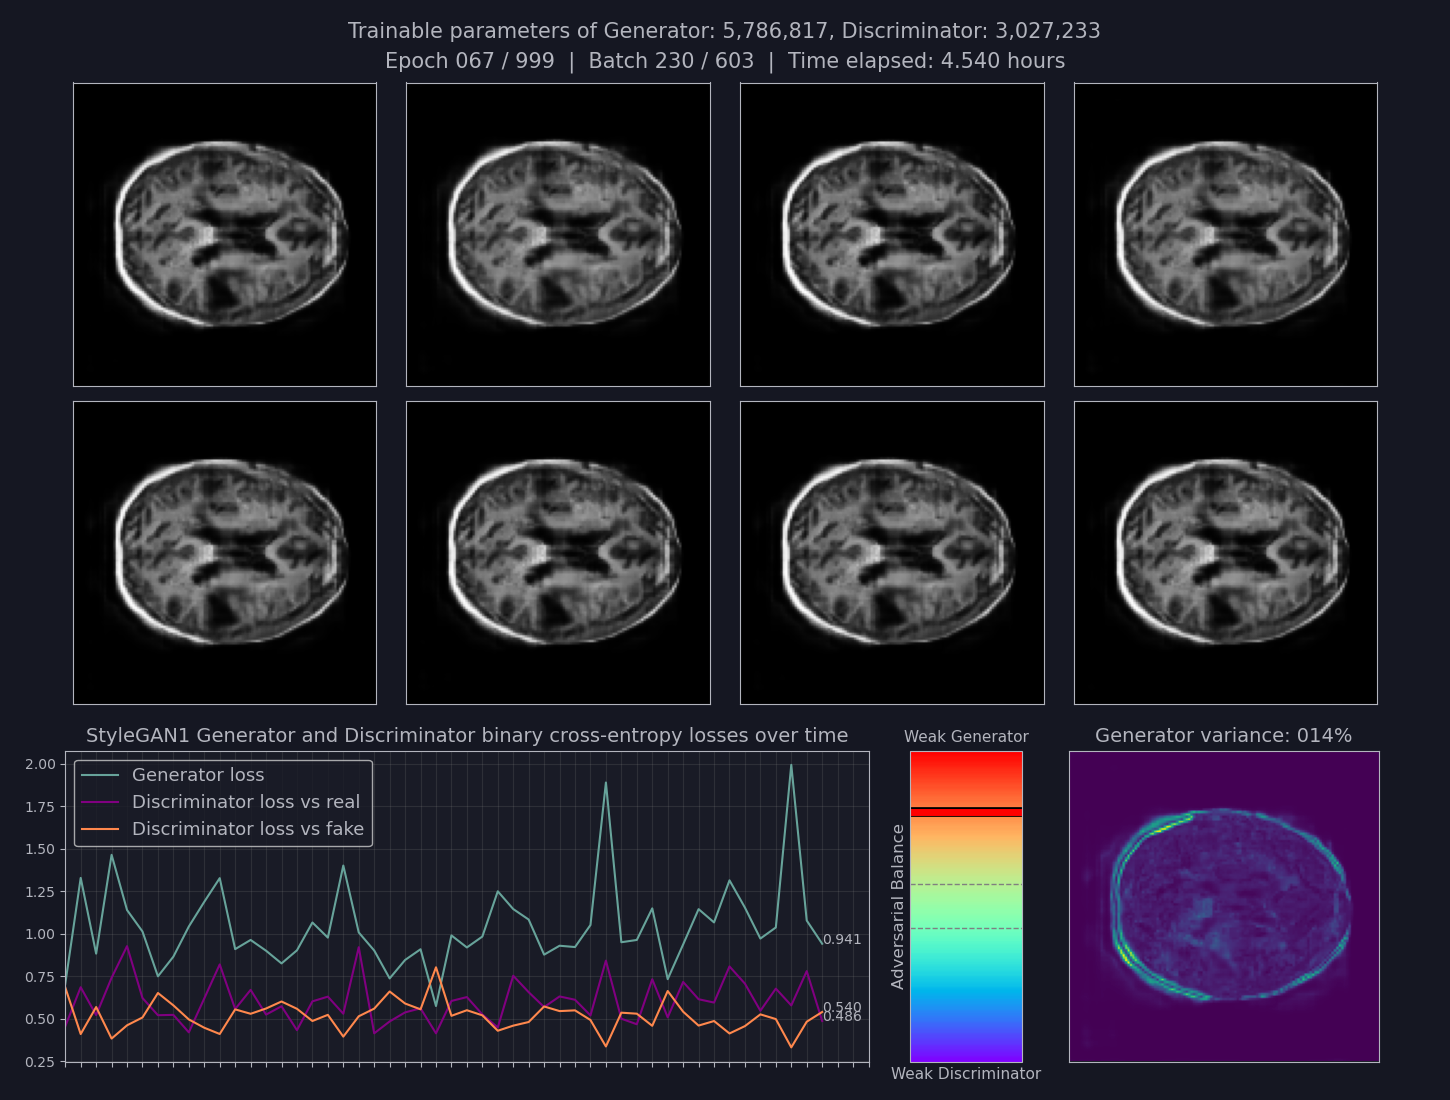 Trainable parameters of Generator: 5,786,817, Discriminator: 3,027,233
Epoch 067 / 999 | Batch 230 / 603 | Time elapsed: 4.540 hours
StyleGAN1 Generator and Discriminator binary cross-entropy losses over time
2.00
1.75
1.50
1.25
1.00
0.75
0.50
0.25
Generator loss
Discriminator loss vs real
Discriminator loss vs fake
0.941
0.540
0.486
Weak Generator
Adversarial Balance
Weak Discriminator
Generator variance: 014%